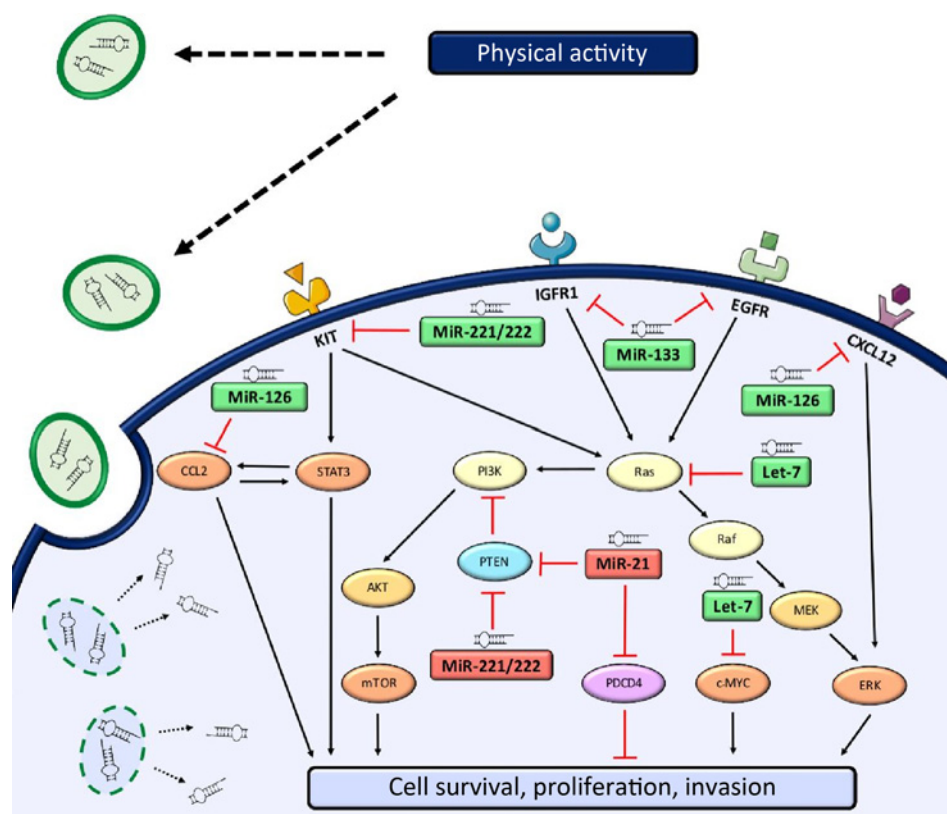 Physical activity
IGFR1
EGFR
KIT
MiR-221/222
MiR-133
CXCL12
MiR-126
MiR-126
CCL2
STAT3
PI3K
Ras
Let-7
Raf
PTEN
MiR-21
AKT
Let-7
MEK
MiR-221/222
mTOR
PDCD4
c-MYC
ERK
Cell survival, proliferation, invasion